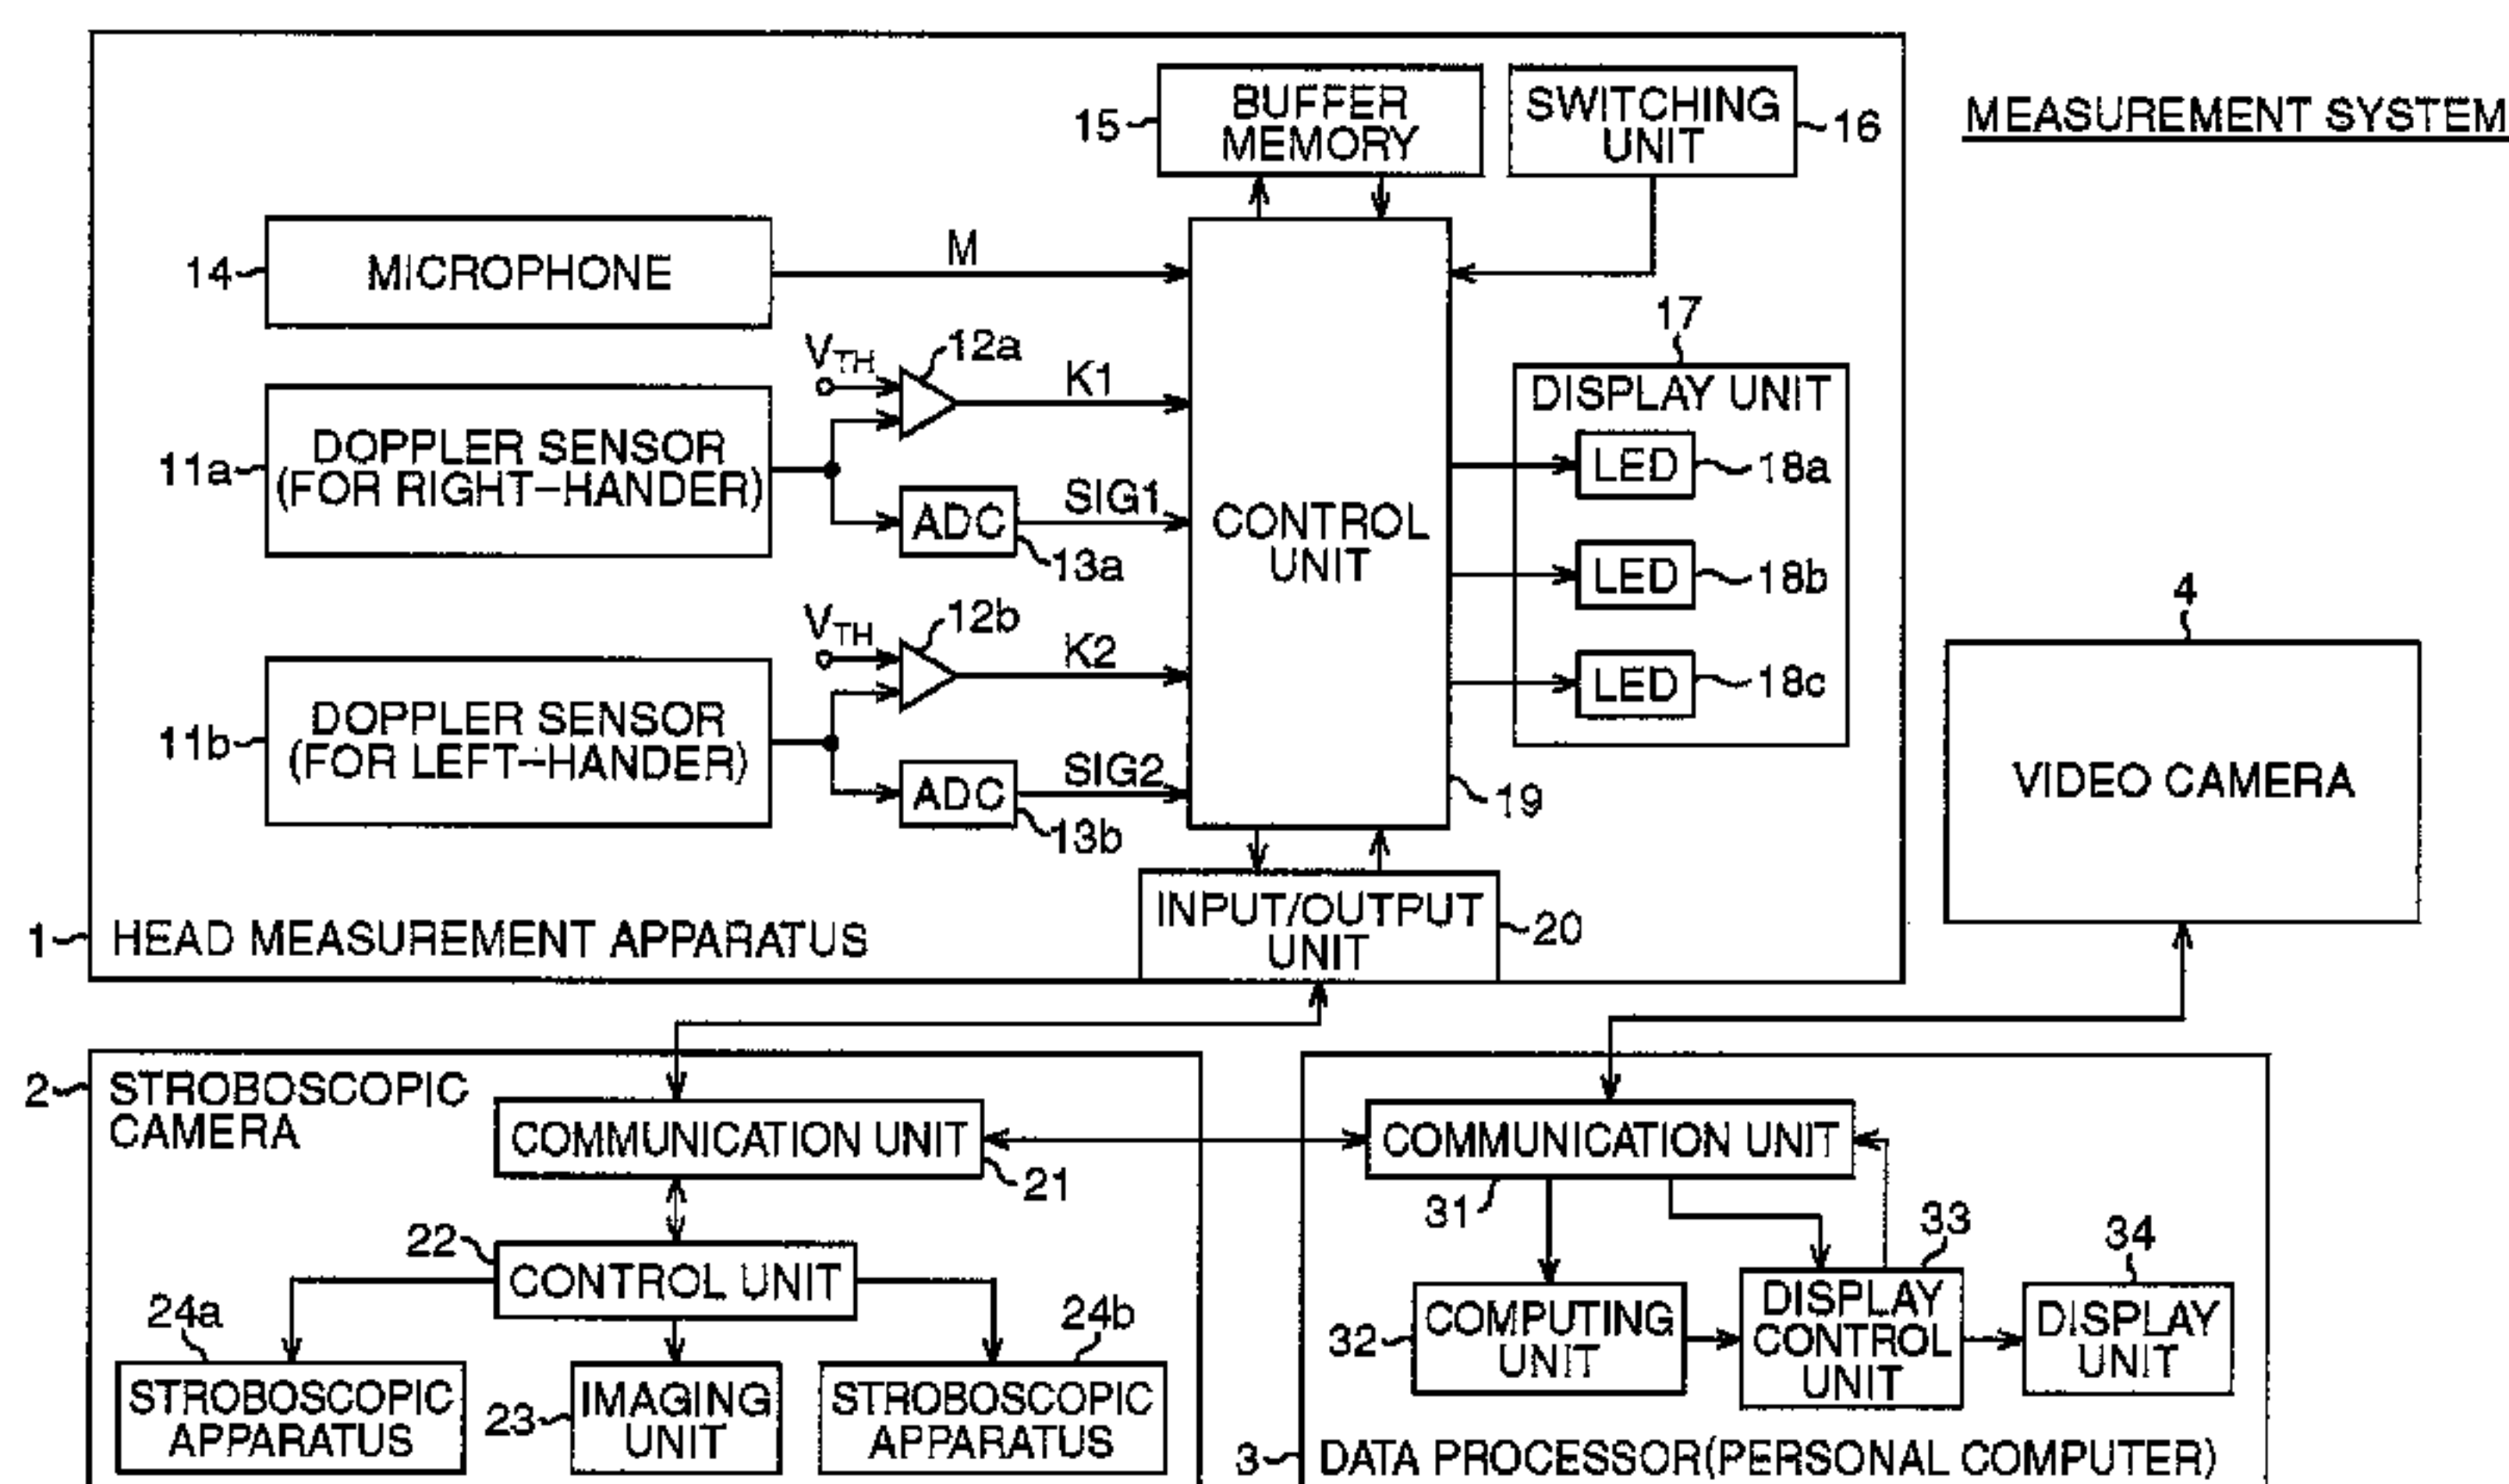 MEASUREMENT SYSTEM
15
BUFFER
MEMORY
SWITCHING
UNIT
16
14
MICROPHONE
M
17
DISPLAY UNIT
LED
18a
LED
18b
LED
18c
VTH
12a
K1
11a
DOPPLER SENSOR
(FOR RIGHT-HANDER)
ADC
SIG1
13a
CONTROL
UNIT
19
VTH
12b
K2
11b
DOPPLER SENSOR
(FOR LEFT-HANDER)
ADC
SIG2
13b
4
VIDEO CAMERA
1
HEAD MEASUREMENT APPARATUS
INPUT/OUTPUT
UNIT
20
2
STROBOSCOPIC
CAMERA
COMMUNICATION UNIT
21
22
CONTROL UNIT
24a
STROBOSCOPIC
APPARATUS
23
IMAGING
UNIT
24b
STROBOSCOPIC
APPARATUS
COMMUNICATION UNIT
31
32
COMPUTING
UNIT
33
DISPLAY
CONTROL
UNIT
34
DISPLAY
UNIT
3
DATA PROCESSOR(PERSONAL COMPUTER)